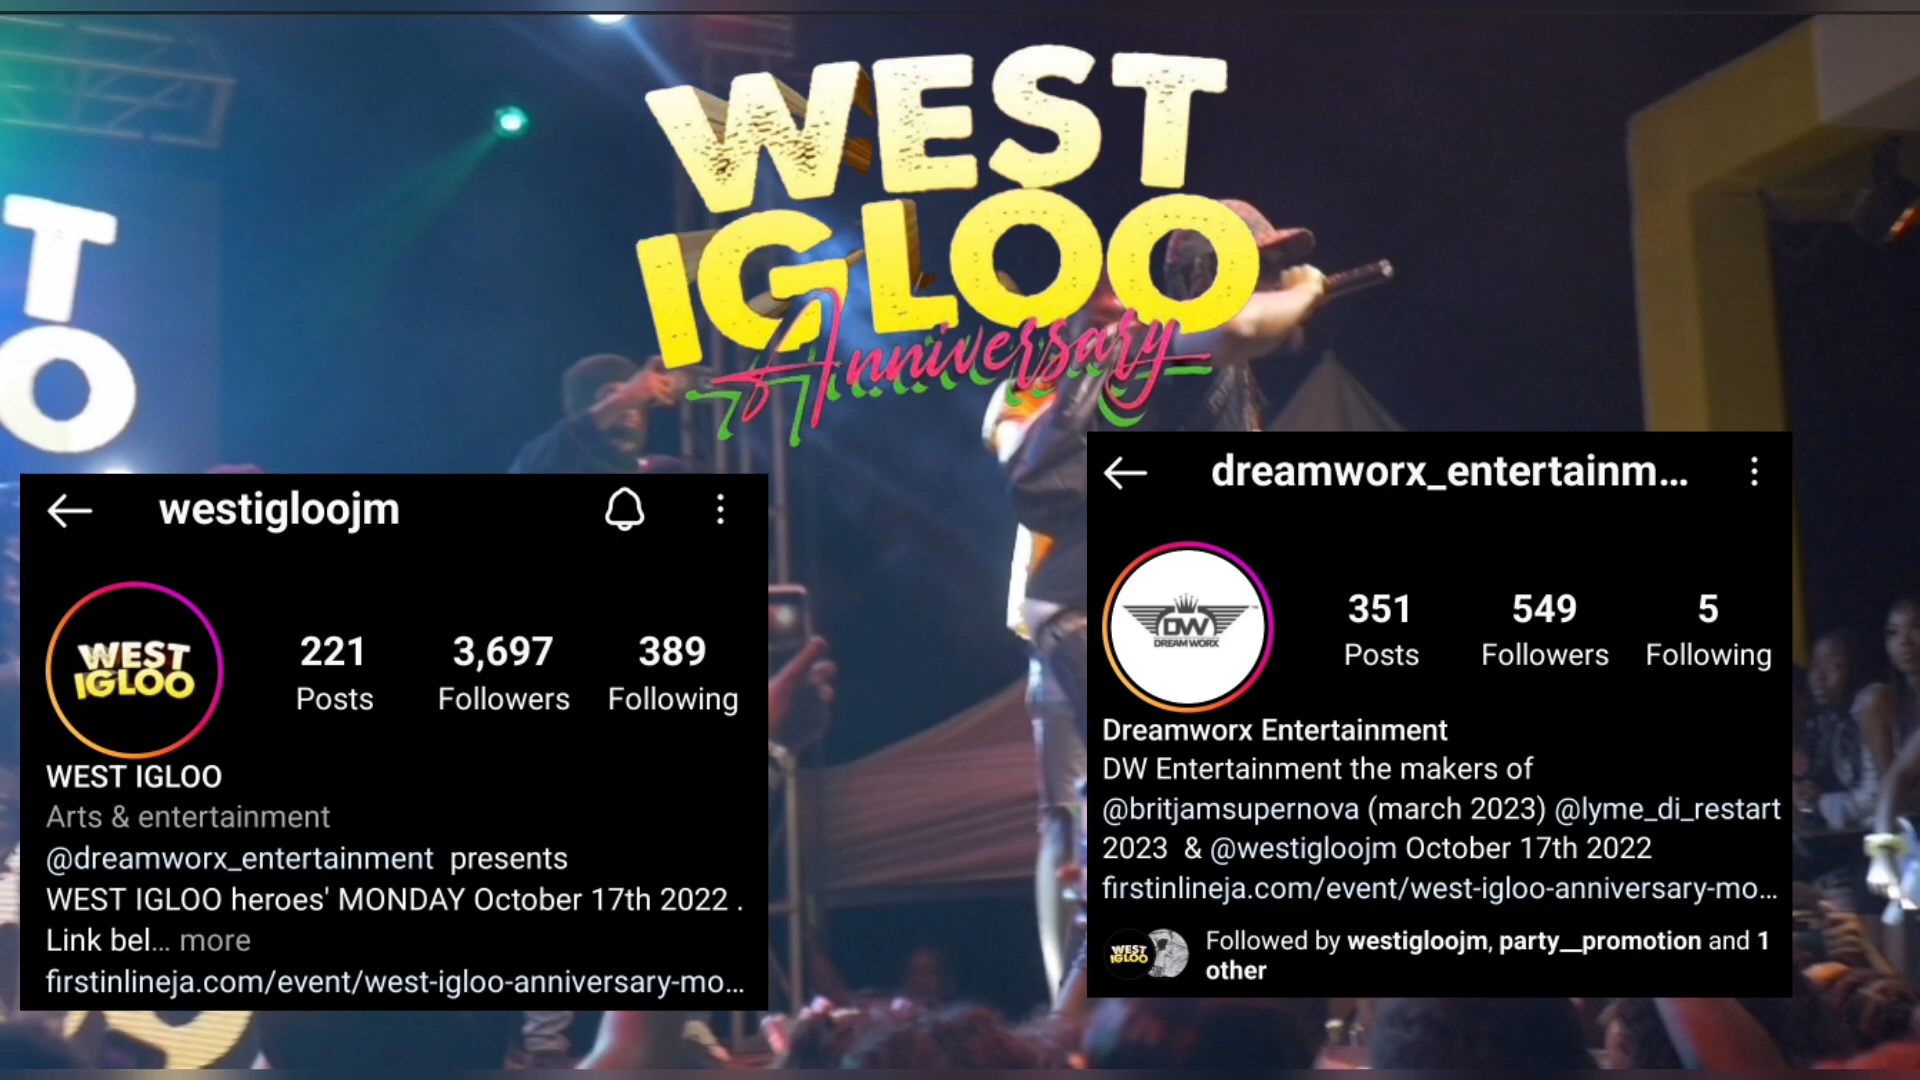 WEST
IGLOO
Anniversary
T
O
westigloojm
WEST
IGLOO
221
3,697
389
Posts
Followers
Following
WEST IGLOO
Arts & entertainment
@dreamworx_entertainment presents
WEST IGLOO heroes' MONDAY October 17th 2022 .
Link bel... more
firstinlineja.com/event/west-igloo-anniversary-mo...
dreamworx_entertainm...
DW
DREAM WORX
351
549
5
Posts
Followers
Following
Dreamworx Entertainment
DW Entertainment the makers of
@britjamsupernova (march 2023) @lyme_di_restart
2023 & @westigloojm October 17th 2022
firstinlineja.com/event/west-igloo-anniversary-mo...
WEST
IGLOO
Followed by westigloojm, party__promotion and 1
other